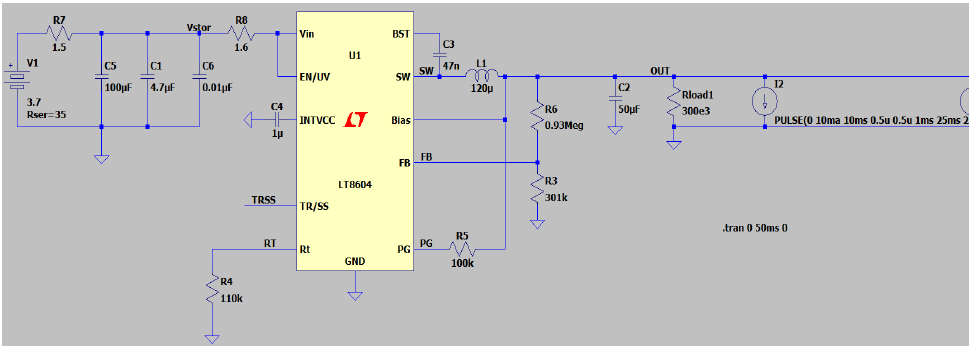 R7
1.5
Vstor
R8
1.6
V1
+
3.7
Rser=35
C5
100µF
C1
4.7µF
C6
0.01µF
C4
1µ
Vin
EN/UV
INTVCC
TR/SS
Rt
U1
LT8604
GND
BST
SW
Bias
FB
PG
C3
47n
SW
L1
120µ
OUT
R6
0.93Meg
C2
50µF
Rload1
300e3
I2
PULSE(0 10ma 10ms 0.5u 0.5u 1ms 25ms 2
FB
R3
301k
TRSS
RT
R4
110k
PG
R5
100k
.tran 0 50ms 0